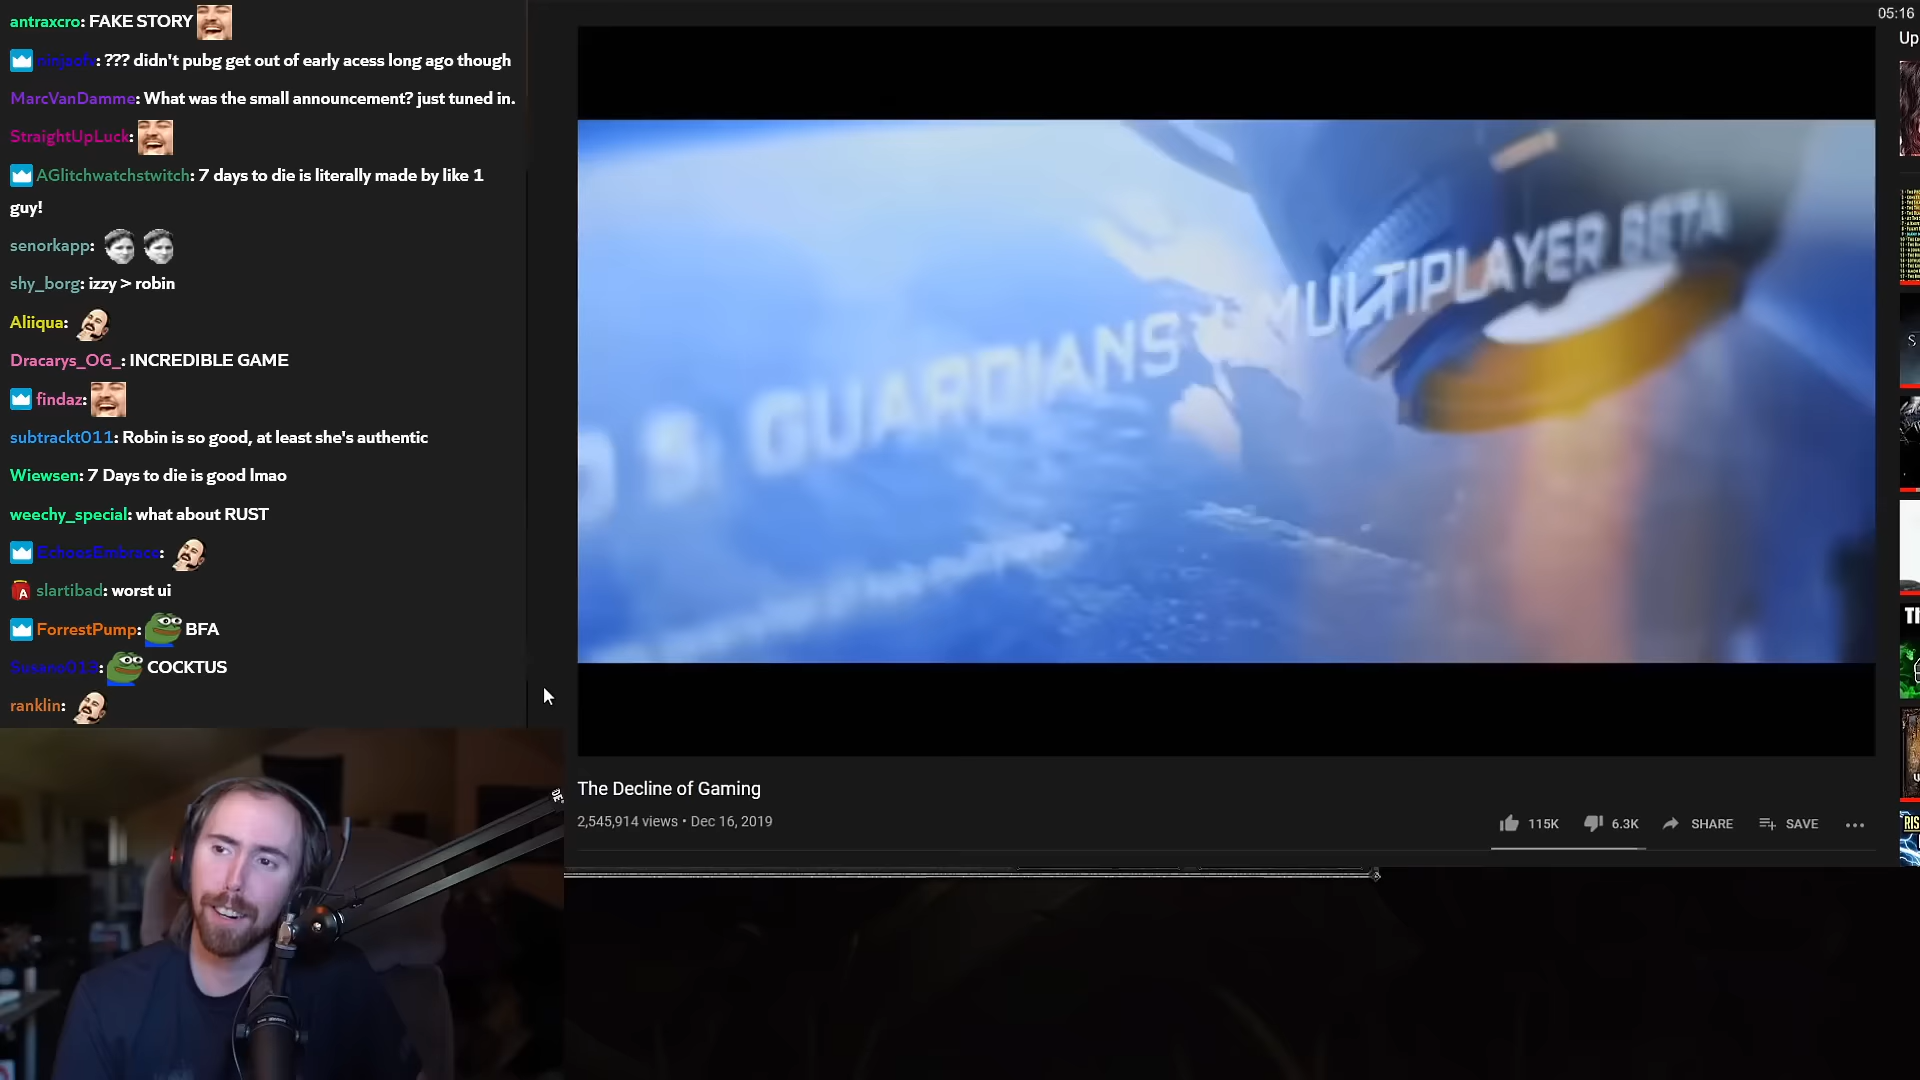 antraxcro: FAKE STORY
ninjaofv: ??? didn't pubg get out of early acess long ago though
MarcVanDamme: What was the small announcement? just tuned in.
StraightUpLuck:
AGlitchwatchstwitch: 7 days to die is literally made by like 1
guy!
senorkapp:
shy_borg: izzy > robin
Aliiqua:
Dracarys_OG_: INCREDIBLE GAME
findaz:
subtrackt011: Robin is so good, at least she's authentic
Wiewsen: 7 Days to die is good lmao
weechy_special: what about RUST
EchoesEmbrace:
slartibad: worst ui
ForrestPump: BFA
Susano013: COCKTUS
ranklin:
05:16
Up
& GUARDIANS
MULTIPLAYER BETA
The Decline of Gaming
2,545,914 views • Dec 16, 2019
115K
6.3K
SHARE
SAVE